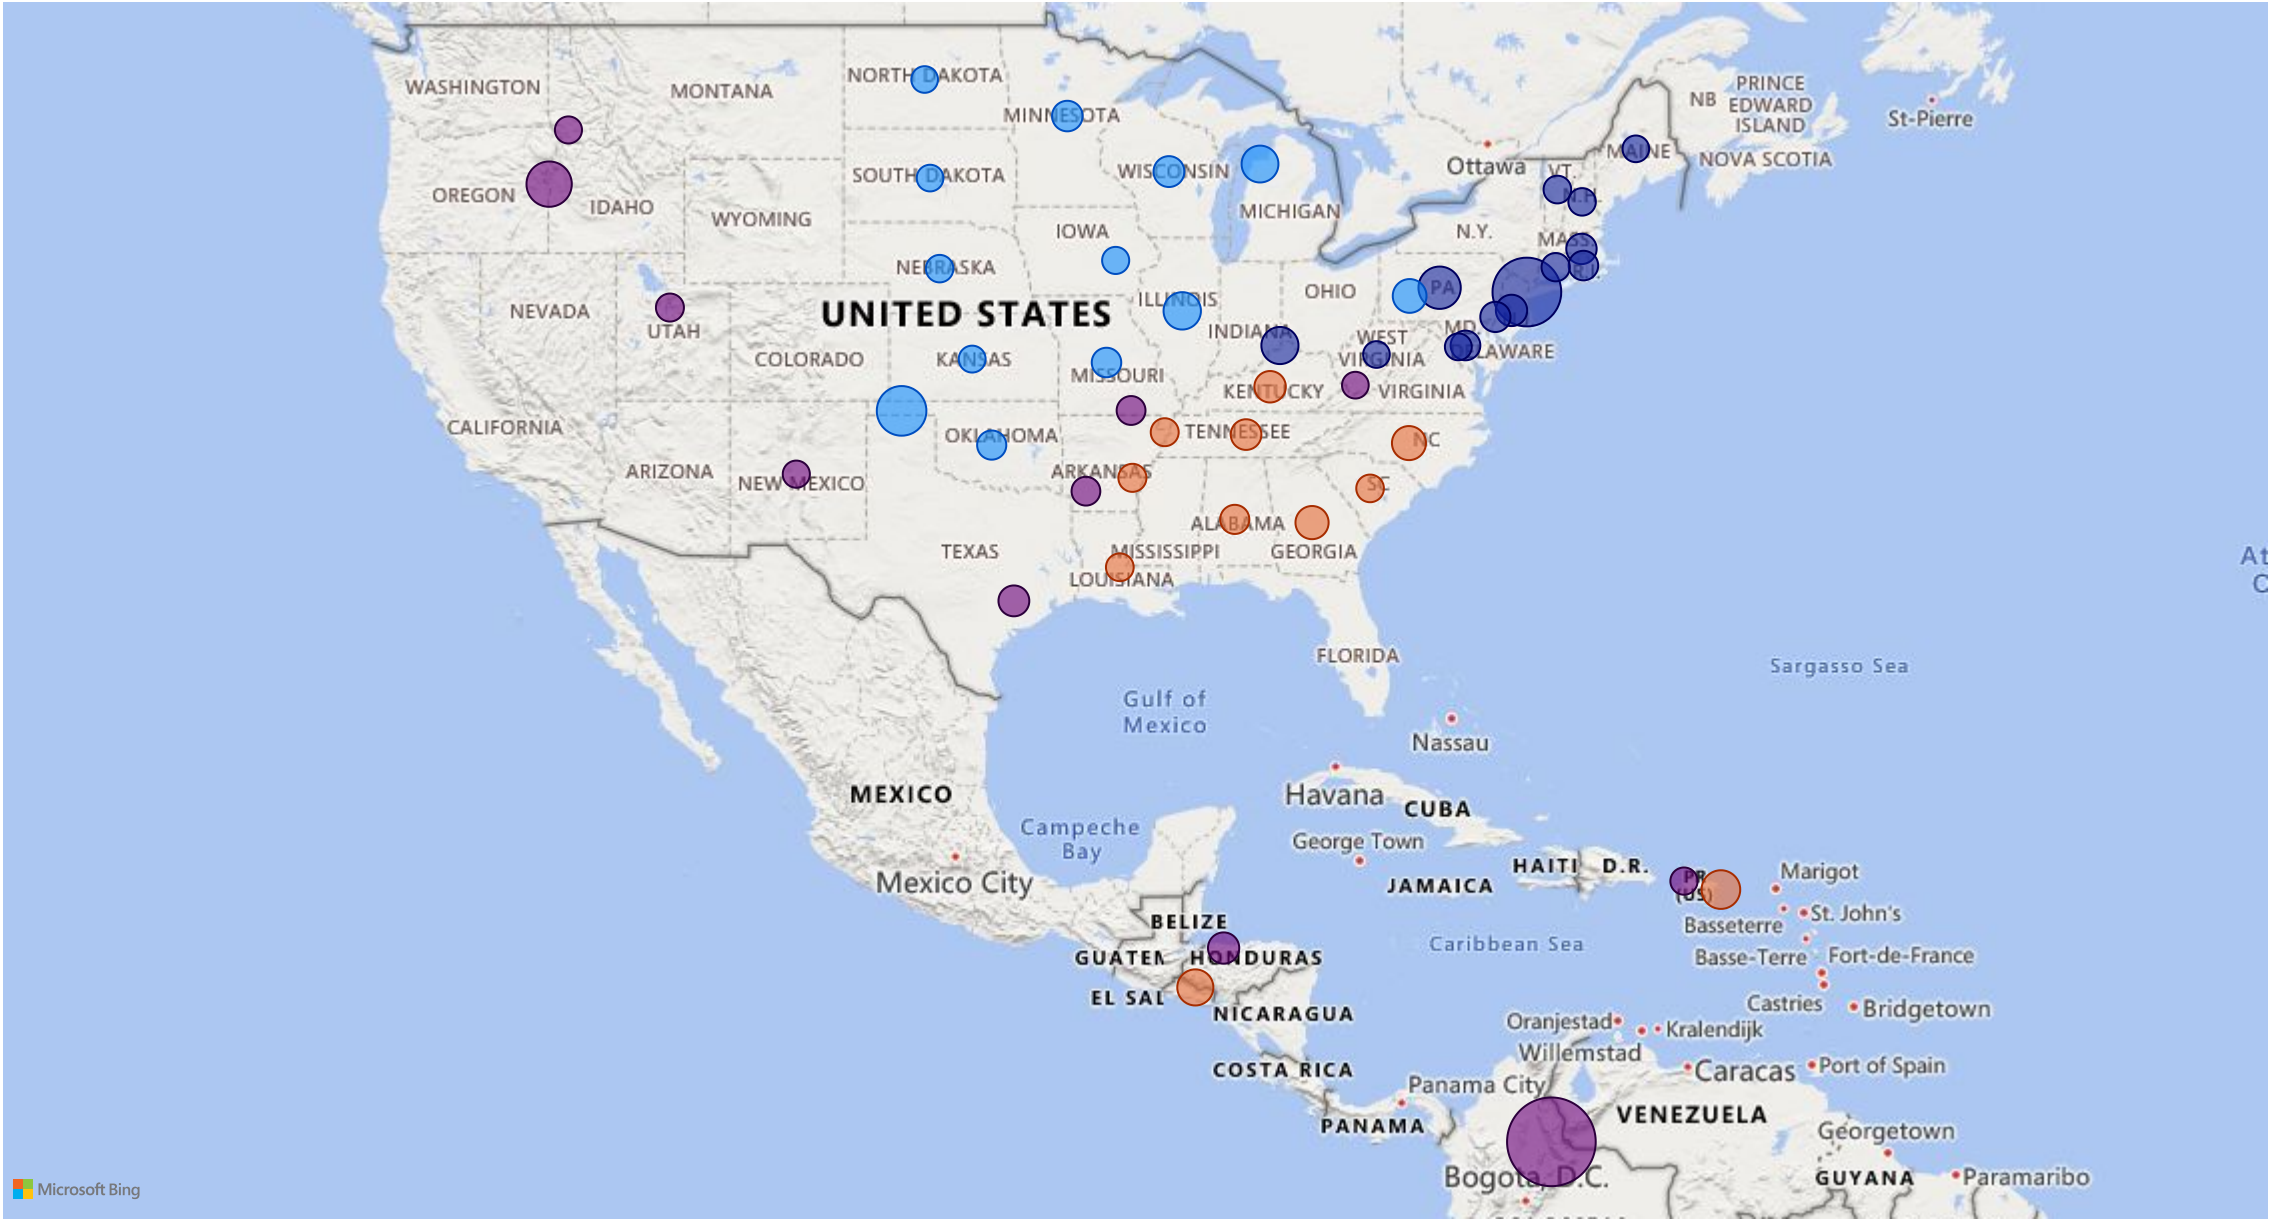 WASHINGTON
MONTANA
NORTH DAKOTA
MINNESOTA
NB
PRINCE
EDWARD
ISLAND
St-Pierre
Ottawa
MAINE
NOVA SCOTIA
OREGON
IDAHO
WYOMING
SOUTH DAKOTA
WISCONSIN
MICHIGAN
VT.
N.H.
IOWA
N.Y.
MASS.
R.I.
NEBRASKA
NEVADA
UTAH
UNITED STATES
ILLINOIS
INDIANA
OHIO
PA
MD.
DELAWARE
COLORADO
KANSAS
MISSOURI
WEST
VIRGINIA
KENTUCKY
VIRGINIA
CALIFORNIA
ARIZONA
NEW MEXICO
OKLAHOMA
ARKANSAS
TENNESSEE
NC
SC
TEXAS
ALABAMA
MISSISSIPPI
GEORGIA
LOUISIANA
FLORIDA
Sargasso Sea
Gulf of
Mexico
Nassau
MEXICO
Havana
CUBA
Campeche
Bay
George Town
Mexico City
JAMAICA
HAITI
D.R.
PR
(US)
Marigot
BELIZE
St. John's
Basseterre
Caribbean Sea
GUATEM
HONDURAS
Basse-Terre
Fort-de-France
EL SAL
NICARAGUA
Castries
Bridgetown
Oranjestad
Kralendijk
Willemstad
COSTA RICA
Caracas
Port of Spain
Panama City
PANAMA
VENEZUELA
Georgetown
Bogota, D.C.
GUYANA
Paramaribo
Microsoft Bing
At